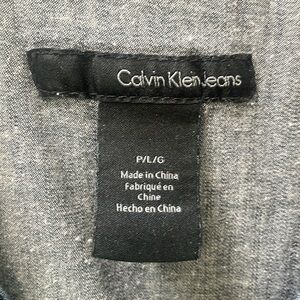 Calvin Klein Jeans
P/L/G
Made in China
Fabriqué en
Chine
Hecho en China